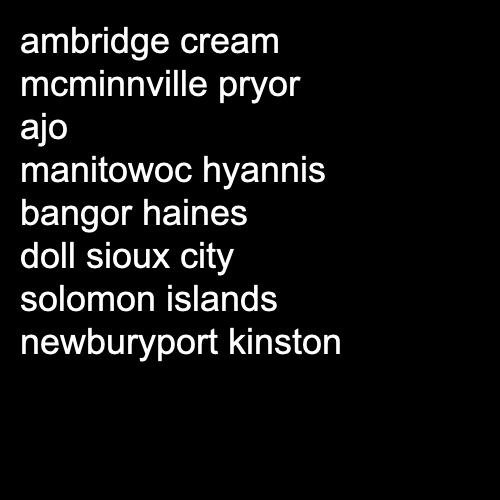 ambridge cream
mcminnville pryor
ajo
manitowoc hyannis
bangor haines
doll sioux city
solomon islands
newburyport kinston